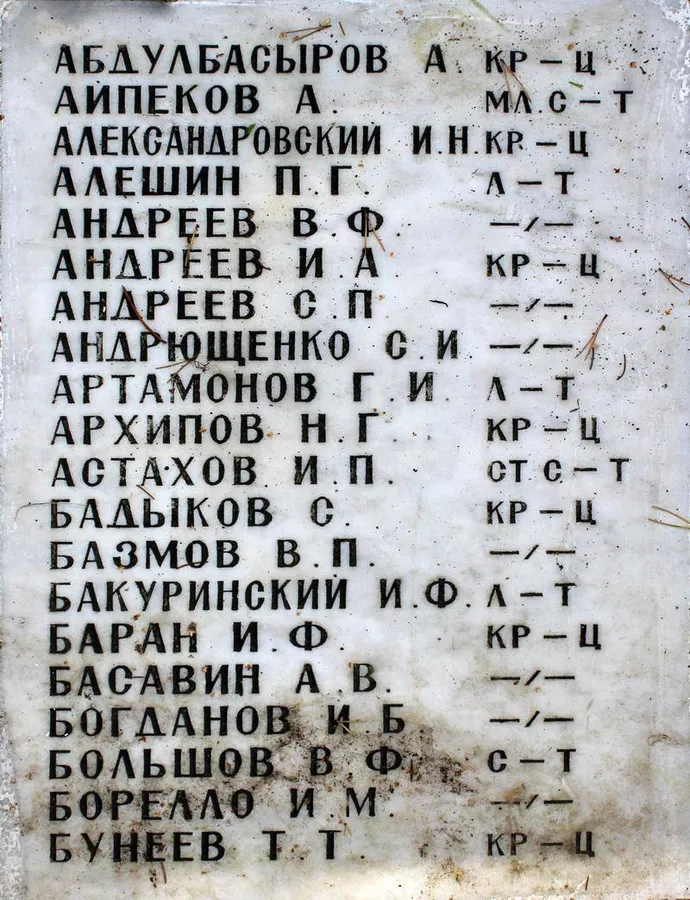 АБДУЛБАСЫРОВ А. КР – Ц
АЙПЕКОВ А. МЛ. С – Т
АЛЕКСАНДРОВСКИЙ И.Н. КР – Ц
АЛЕШИН П.Г. Л – Т
АНДРЕЕВ В.Ф. –/–
АНДРЕЕВ И.А КР – Ц
АНДРЕЕВ С.П –/–
АНДРЮЩЕНКО С.И. –/–
АРТАМОНОВ Г.И. Л – Т
АРХИПОВ Н.Г. КР – Ц
АСТАХОВ И.П. СТ С – Т
БАДЫКОВ С. КР – Ц
БАЗМОВ В.П. –/–
БАКУРИНСКИЙ И.Ф. Л – Т
БАРАН И.Ф. КР – Ц
БАСАВИН А.В. –/–
БОГДАНОВ И.Б –/–
БОЛЬШОВ В.Ф. С – Т
БОРЕЛЛО И.М. –/–
БУНЕЕВ Т.Т. КР – Ц